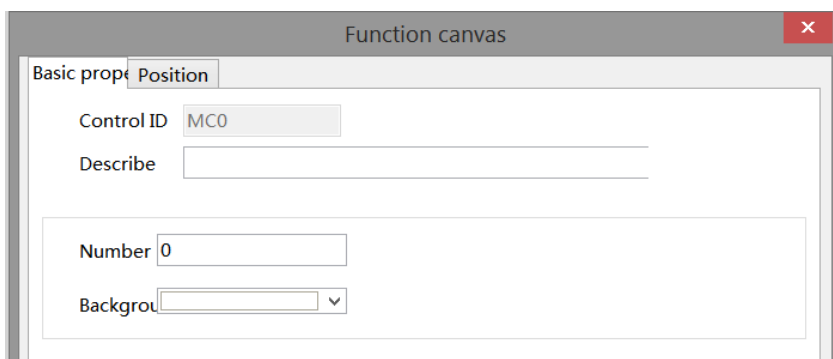 Function canvas
Basic prope Position
Control ID MC0
Describe
Number 0
Backgrou